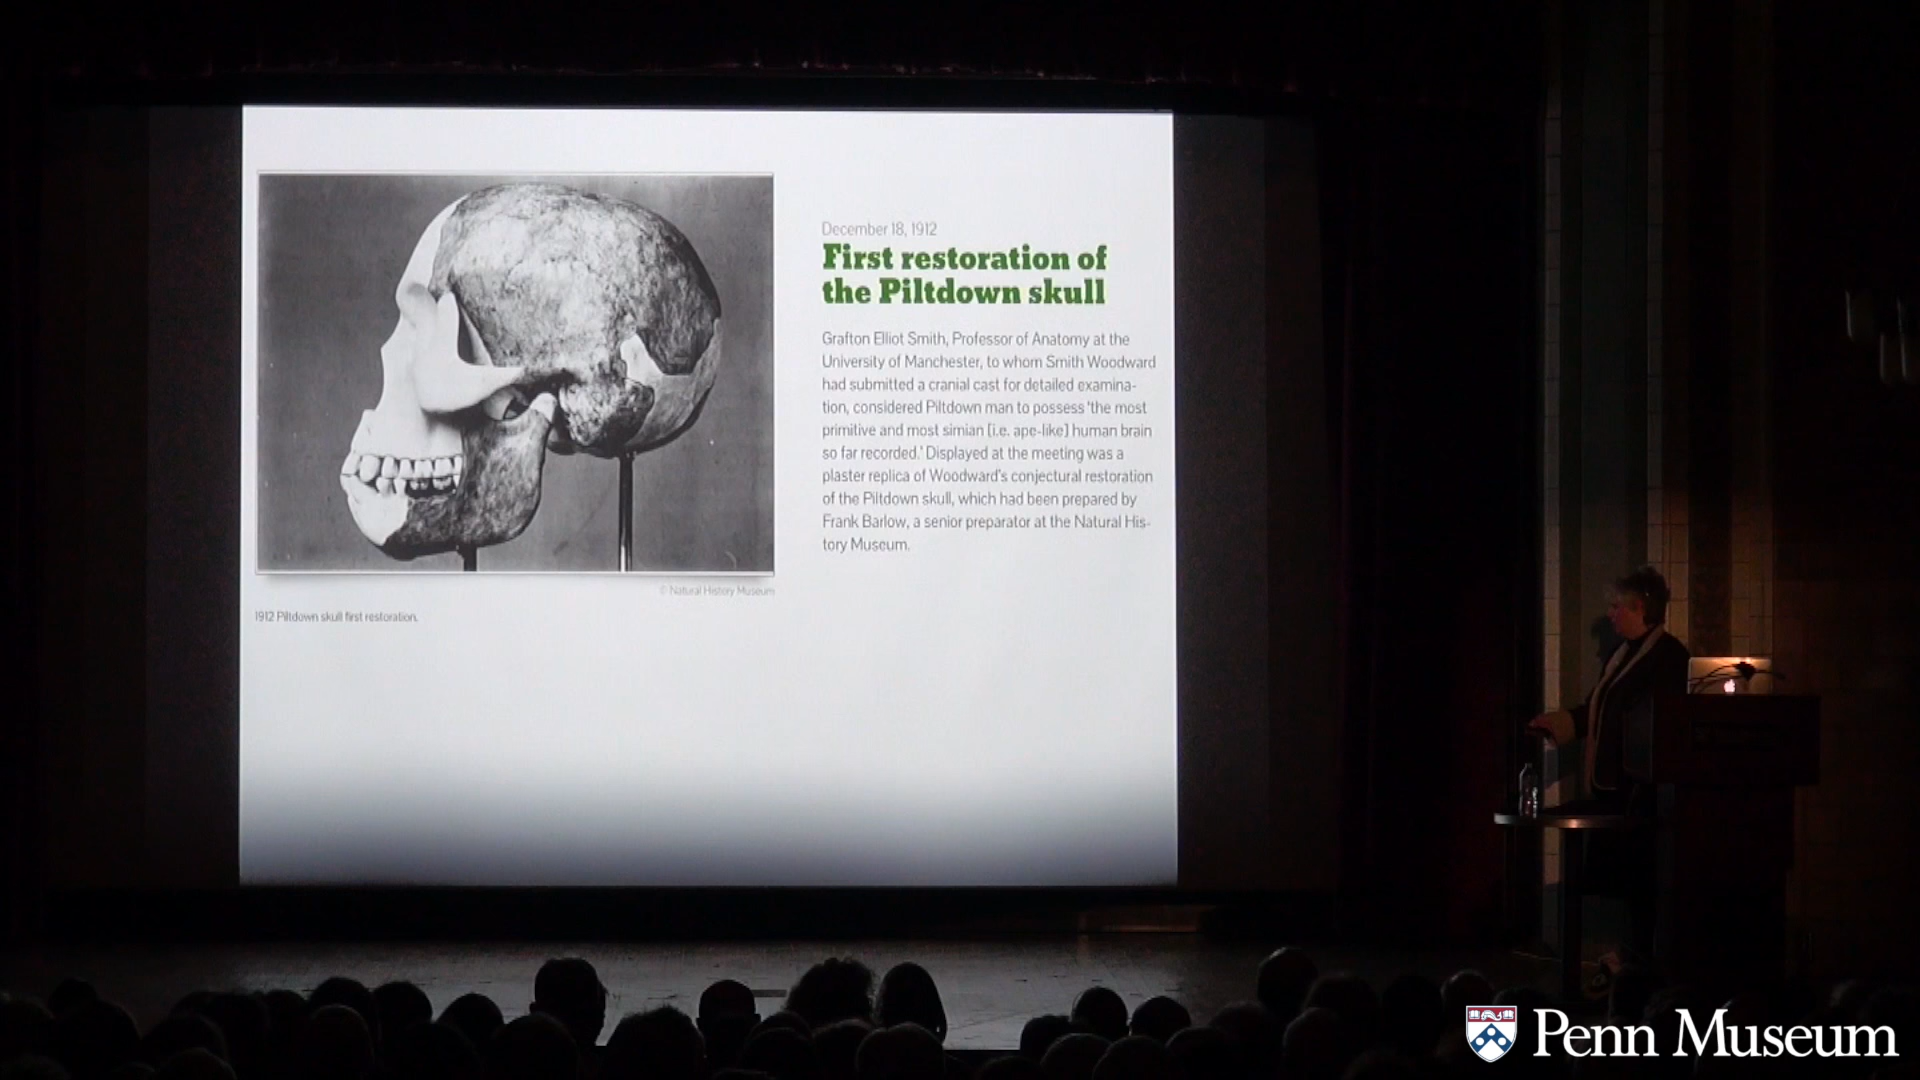 December 18, 1912
First restoration of
the Piltdown skull
Grafton Elliot Smith, Professor of Anatomy at the
University of Manchester, to whom Smith Woodward
had submitted a cranial cast for detailed examina-
tion, considered Piltdown man to possess 'the most
primitive and most simian [i.e. ape-like] human brain
so far recorded.' Displayed at the meeting was a
plaster replica of Woodward's conjectural restoration
of the Piltdown skull, which had been prepared by
Frank Barlow, a senior preparator at the Natural His-
tory Museum.
© Natural History Museum
1912 Piltdown skull first restoration.
Penn Museum